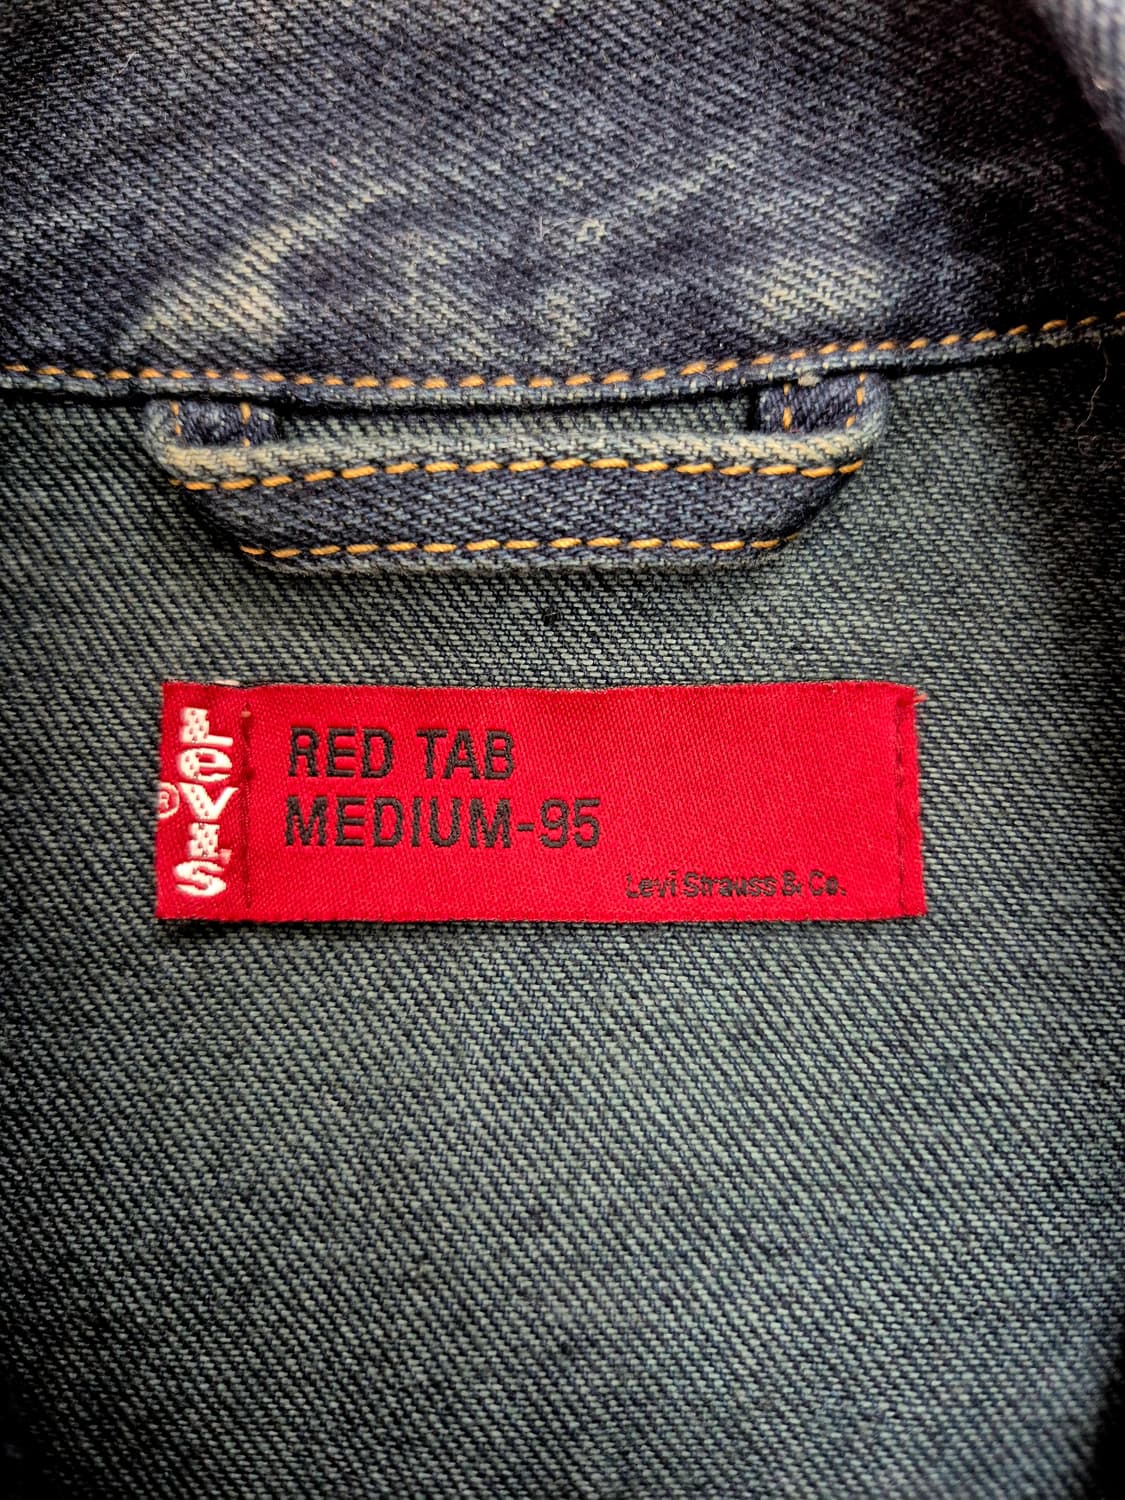 LEVI'S
®
RED TAB
MEDIUM-95
Levi Strauss & Co.